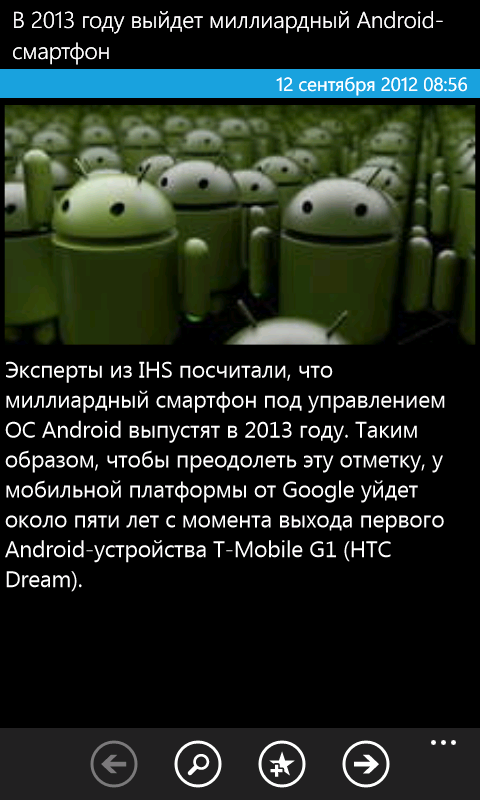 В 2013 году выйдет миллиардный Android-
смартфон
12 сентября 2012 08:56
Эксперты из IHS посчитали, что
миллиардный смартфон под управлением
ОС Android выпустят в 2013 году. Таким
образом, чтобы преодолеть эту отметку, у
мобильной платформы от Google уйдет
около пяти лет с момента выхода первого
Android-устройства T-Mobile G1 (HTC
Dream).